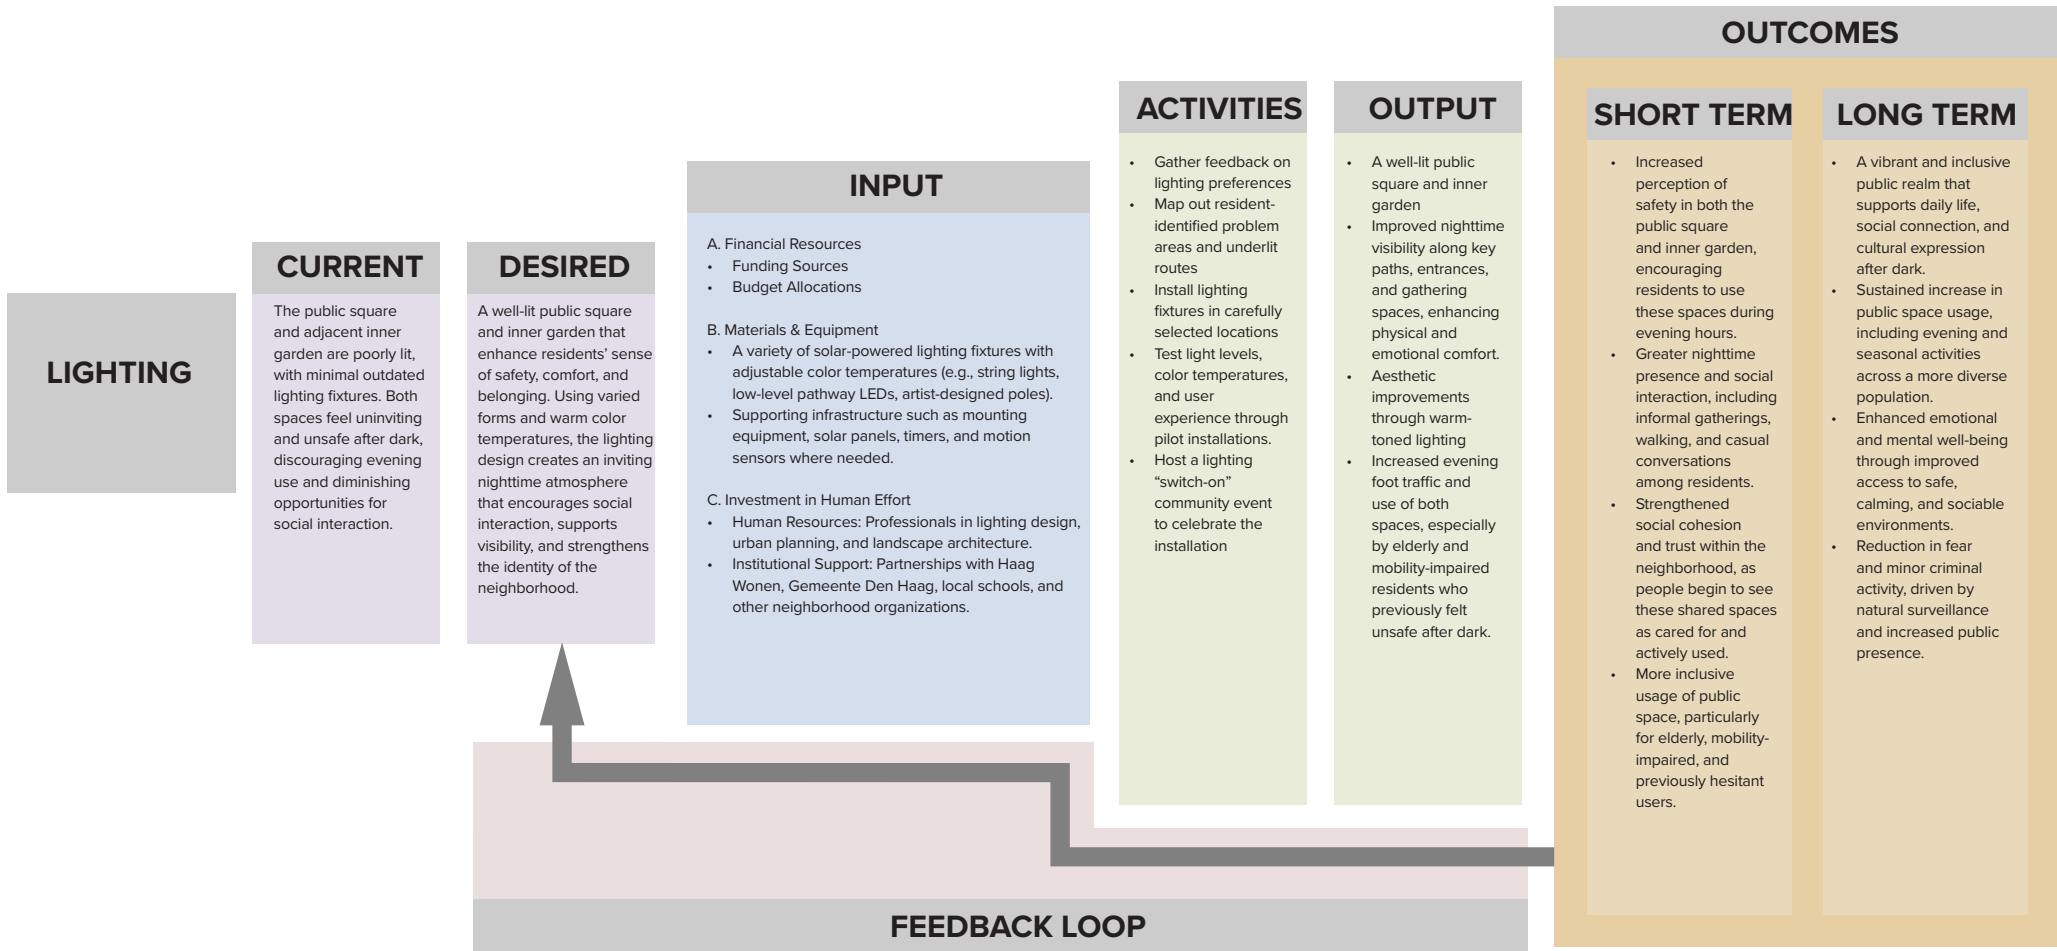 LIGHTING
CURRENT
The public square
and adjacent inner
garden are poorly lit,
with minimal outdated
lighting fixtures. Both
spaces feel uninviting
and unsafe after dark,
discouraging evening
use and diminishing
opportunities for
social interaction.
DESIRED
A well-lit public square
and inner garden that
enhance residents’ sense
of safety, comfort, and
belonging. Using varied
forms and warm color
temperatures, the lighting
design creates an inviting
nighttime atmosphere
that encourages social
interaction, supports
visibility, and strengthens
the identity of the
neighborhood.
INPUT
A. Financial Resources
• Funding Sources
• Budget Allocations
B. Materials & Equipment
• A variety of solar-powered lighting fixtures with
adjustable color temperatures (e.g., string lights,
low-level pathway LEDs, artist-designed poles).
• Supporting infrastructure such as mounting
equipment, solar panels, timers, and motion
sensors where needed.
C. Investment in Human Effort
• Human Resources: Professionals in lighting design,
urban planning, and landscape architecture.
• Institutional Support: Partnerships with Haag
Wonen, Gemeente Den Haag, local schools, and
other neighborhood organizations.
ACTIVITIES
• Gather feedback on
lighting preferences
• Map out resident-
identified problem
areas and underlit
routes
• Install lighting
fixtures in carefully
selected locations
• Test light levels,
color temperatures,
and user
experience through
pilot installations.
• Host a lighting
“switch-on”
community event
to celebrate the
installation
OUTPUT
• A well-lit public
square and inner
garden
• Improved nighttime
visibility along key
paths, entrances,
and gathering
spaces, enhancing
physical and
emotional comfort.
• Aesthetic
improvements
through warm-
toned lighting
• Increased evening
foot traffic and
use of both
spaces, especially
by elderly and
mobility-impaired
residents who
previously felt
unsafe after dark.
OUTCOMES
SHORT TERM
• Increased
perception of
safety in both the
public square
and inner garden,
encouraging
residents to use
these spaces during
evening hours.
• Greater nighttime
presence and social
interaction, including
informal gatherings,
walking, and casual
conversations
among residents.
• Strengthened
social cohesion
and trust within the
neighborhood, as
people begin to see
these shared spaces
as cared for and
actively used.
• More inclusive
usage of public
space, particularly
for elderly, mobility-
impaired, and
previously hesitant
users.
LONG TERM
• A vibrant and inclusive
public realm that
supports daily life,
social connection, and
cultural expression
after dark.
• Sustained increase in
public space usage,
including evening and
seasonal activities
across a more diverse
population.
• Enhanced emotional
and mental well-being
through improved
access to safe,
calming, and sociable
environments.
• Reduction in fear
and minor criminal
activity, driven by
natural surveillance
and increased public
presence.
FEEDBACK LOOP